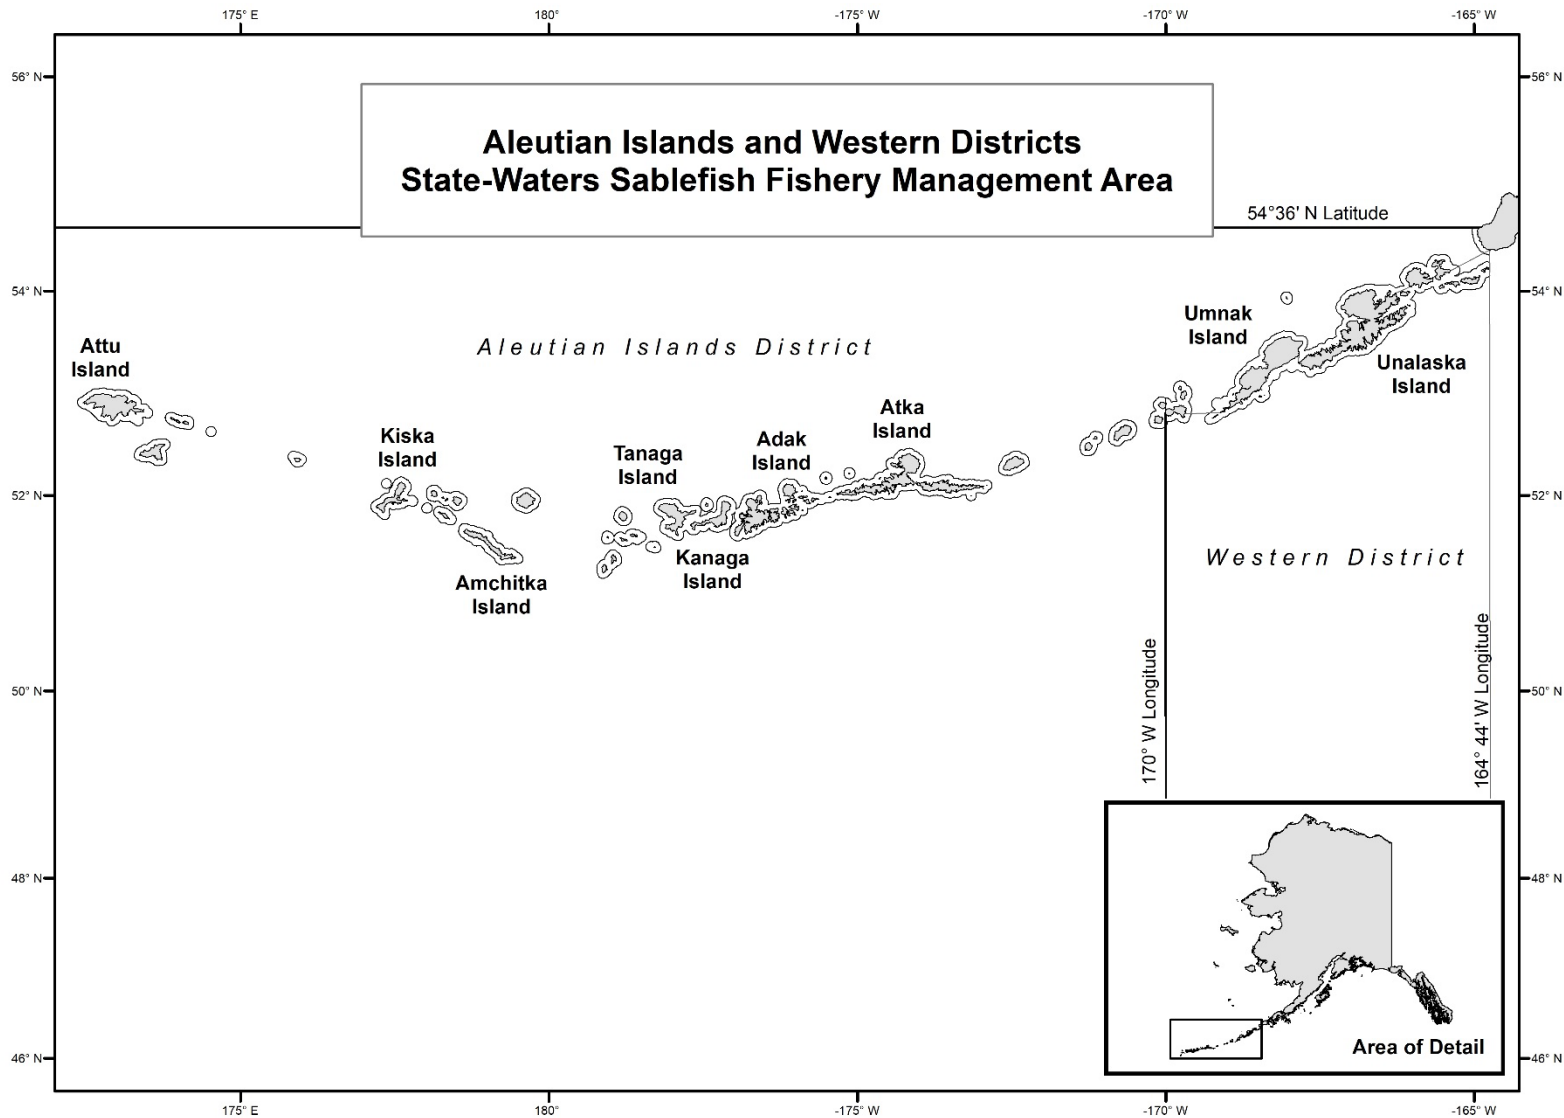 175° E
180°
-175° W
-170° W
-165° W
56° N
56° N
Aleutian Islands and Western Districts
State-Waters Sablefish Fishery Management Area
54°36' N Latitude
54° N
54° N
Umnak
Island
Attu
Island
Aleutian Islands District
Unalaska
Island
Atka
Island
Kiska
Island
Adak
Island
Tanaga
Island
52° N
52° N
Kanaga
Island
Western District
Amchitka
Island
170° W Longitude
164° 44' W Longitude
50° N
50° N
48° N
48° N
Area of Detail
46° N
46° N
175° E
180°
-175° W
-170° W
-165° W